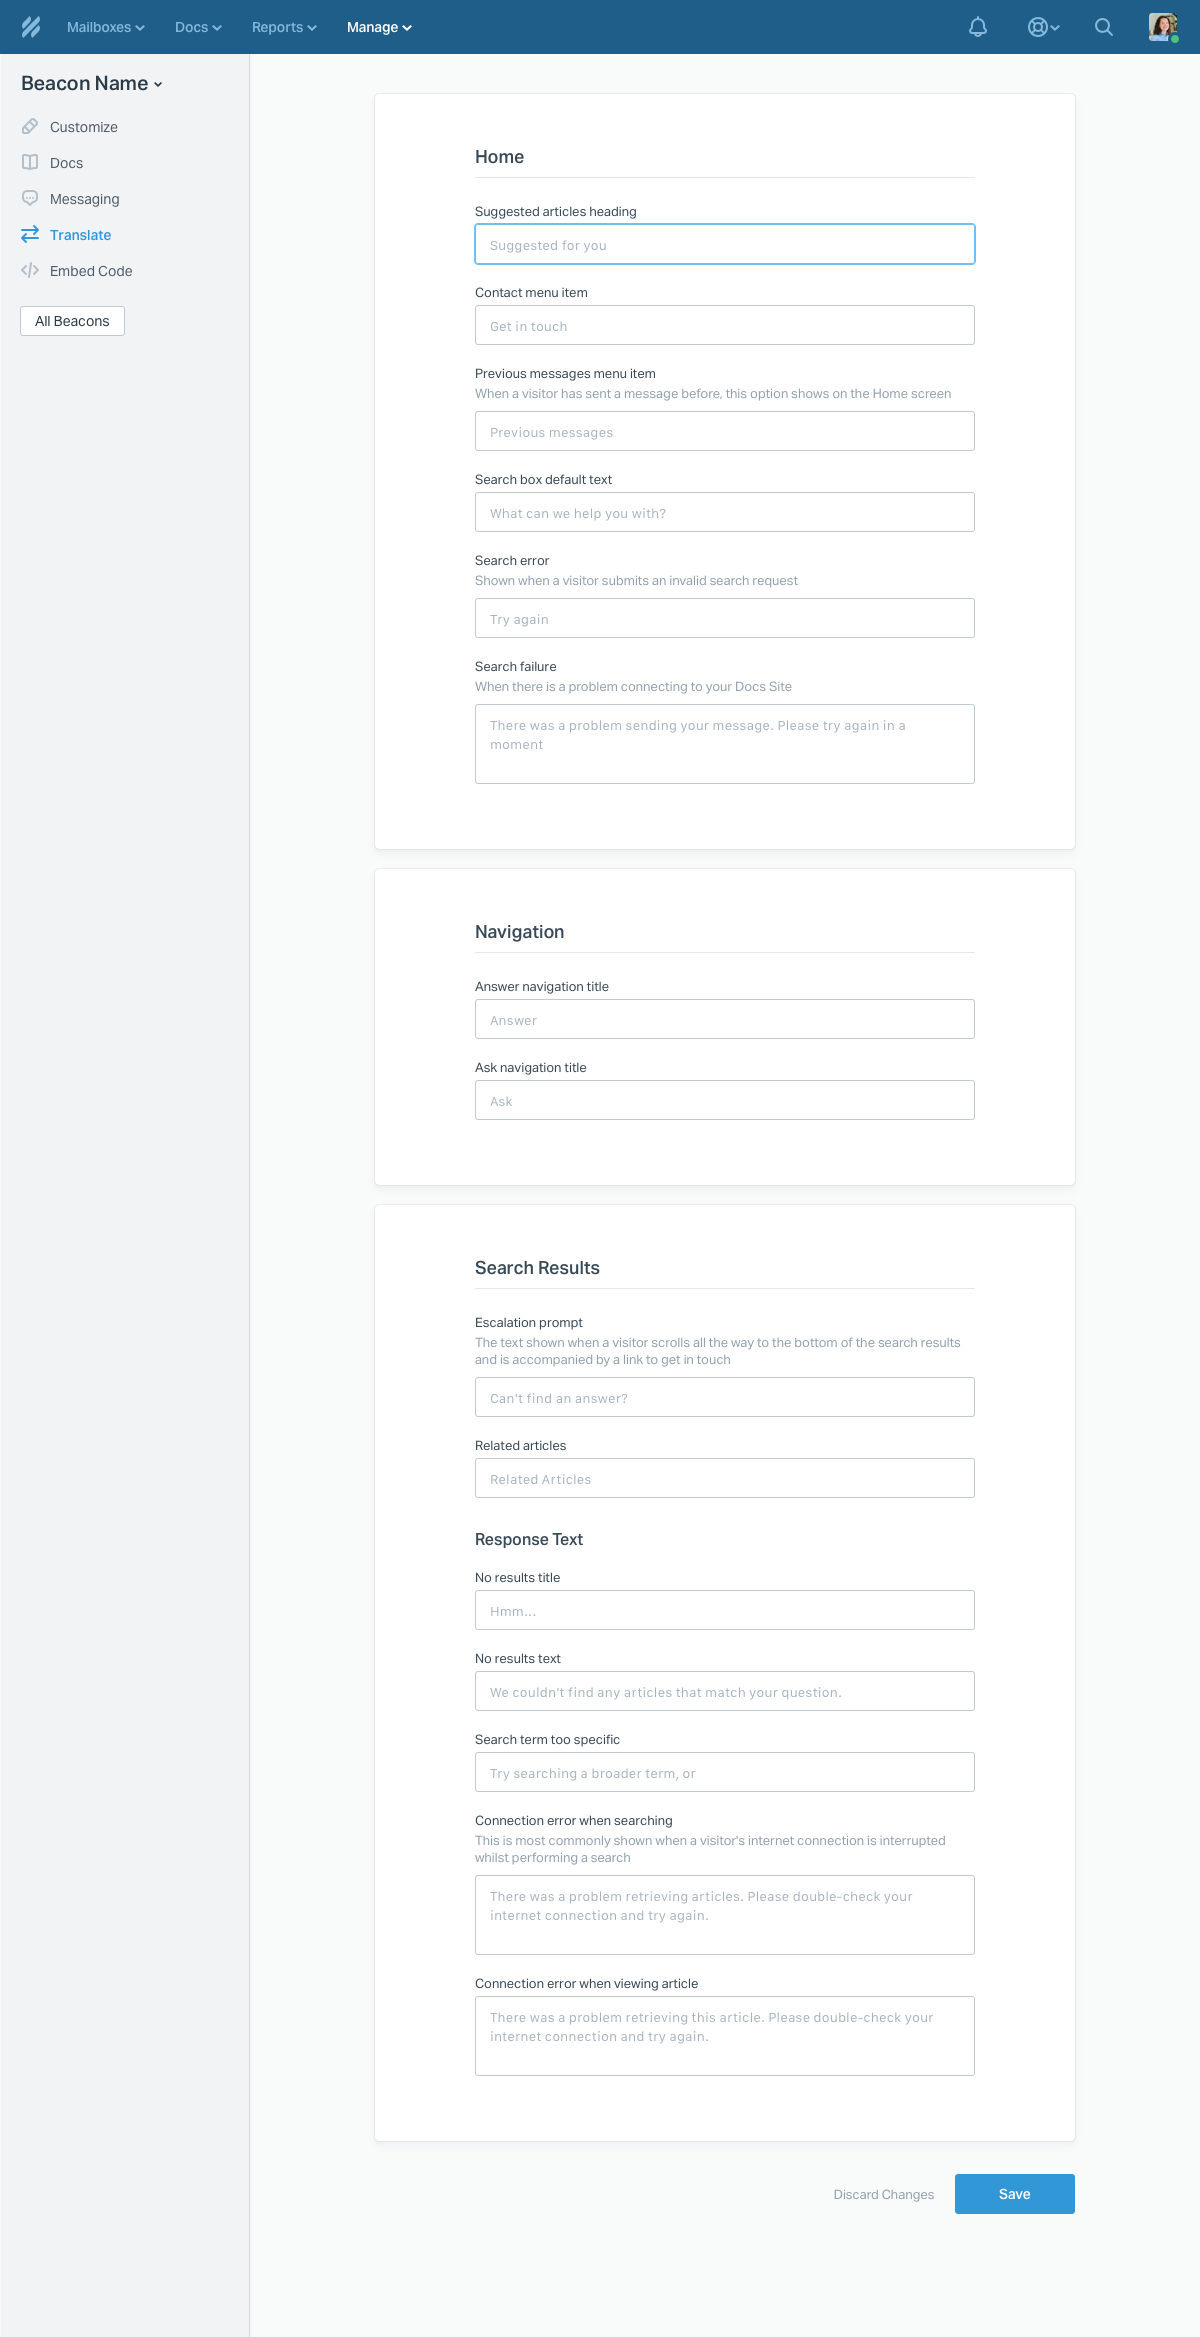 Mailboxes Docs Reports Manage
Beacon Name
Customize
Docs
Messaging
Translate
Embed Code
All Beacons
Home
Suggested articles heading
Suggested for you
Contact menu item
Get in touch
Previous messages menu item
When a visitor has sent a message before, this option shows on the Home screen
Previous messages
Search box default text
What can we help you with?
Search error
Shown when a visitor submits an invalid search request
Try again
Search failure
When there is a problem connecting to your Docs Site
There was a problem sending your message. Please try again in a
moment
Navigation
Answer navigation title
Answer
Ask navigation title
Ask
Search Results
Escalation prompt
The text shown when a visitor scrolls all the way to the bottom of the search results
and is accompanied by a link to get in touch
Can't find an answer?
Related articles
Related Articles
Response Text
No results title
Hmm...
No results text
We couldn't find any articles that match your question.
Search term too specific
Try searching a broader term, or
Connection error when searching
This is most commonly shown when a visitor's internet connection is interrupted
whilst performing a search
There was a problem retrieving articles. Please double-check your
internet connection and try again.
Connection error when viewing article
There was a problem retrieving this article. Please double-check your
internet connection and try again.
Discard Changes Save